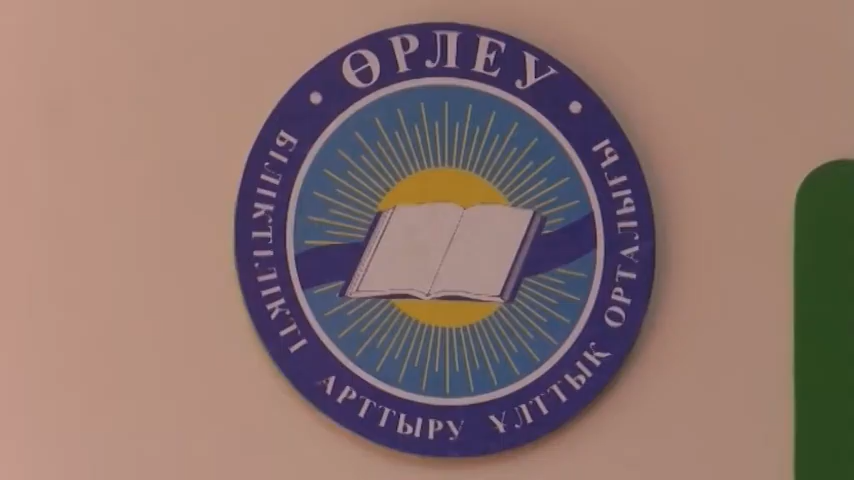 ӨРЛЕУ
БІЛІКТІЛІКТІ АРТТЫРУ ҰЛТТЫҚ ОРТАЛЫҒЫ